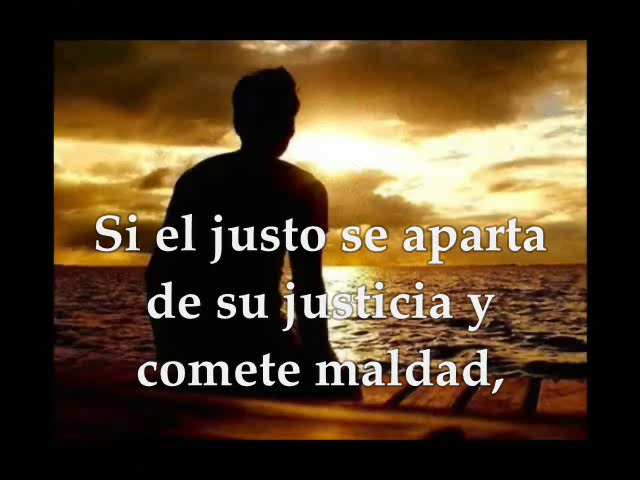 Si el justo se aparta
de su justicia y
comete maldad,